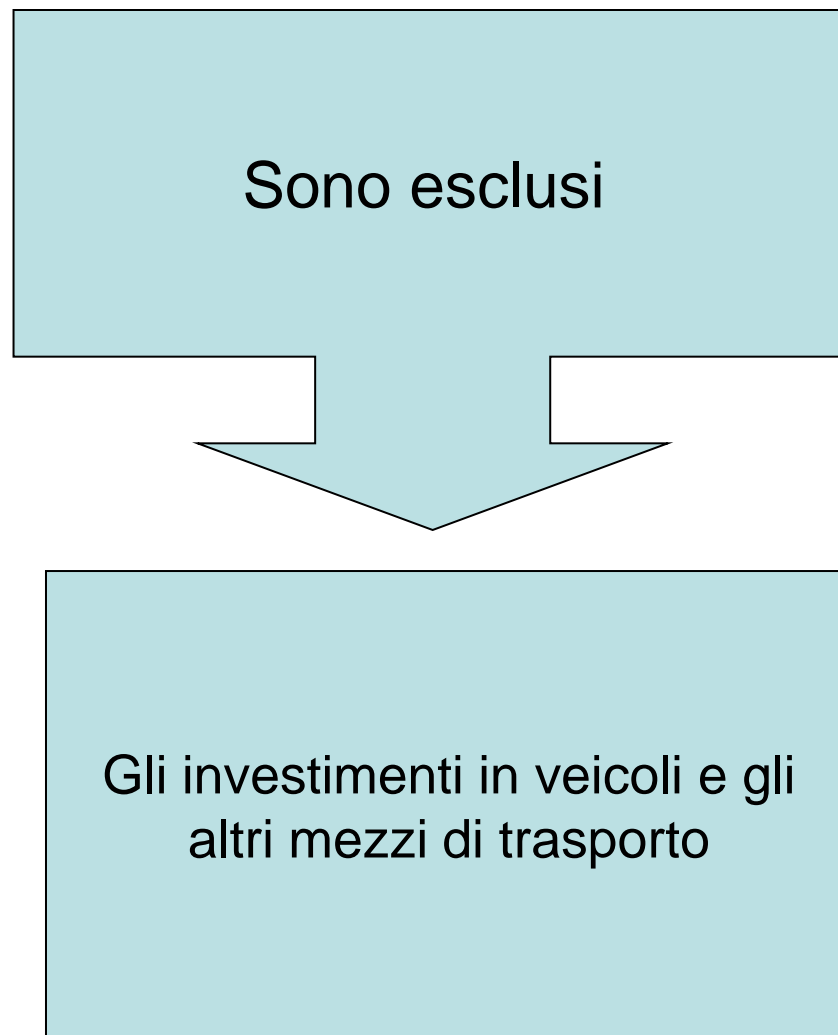 Sono esclusi
Gli investimenti in veicoli e gli
altri mezzi di trasporto